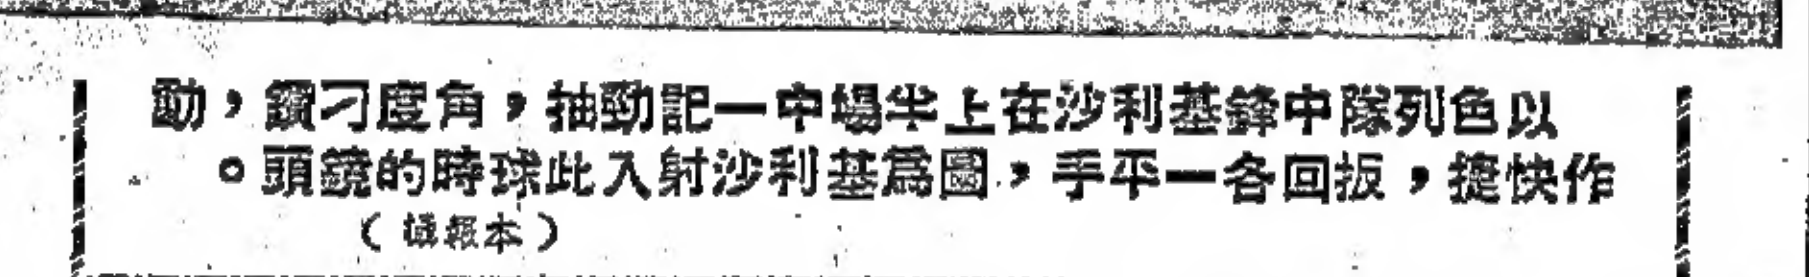 以色列隊中鋒基利沙在上半塲中一記勁抽，角度刁鑽，動
作快捷，扳回各一平手，圖爲基利沙射入此球時的鏡頭。
（本報攝）